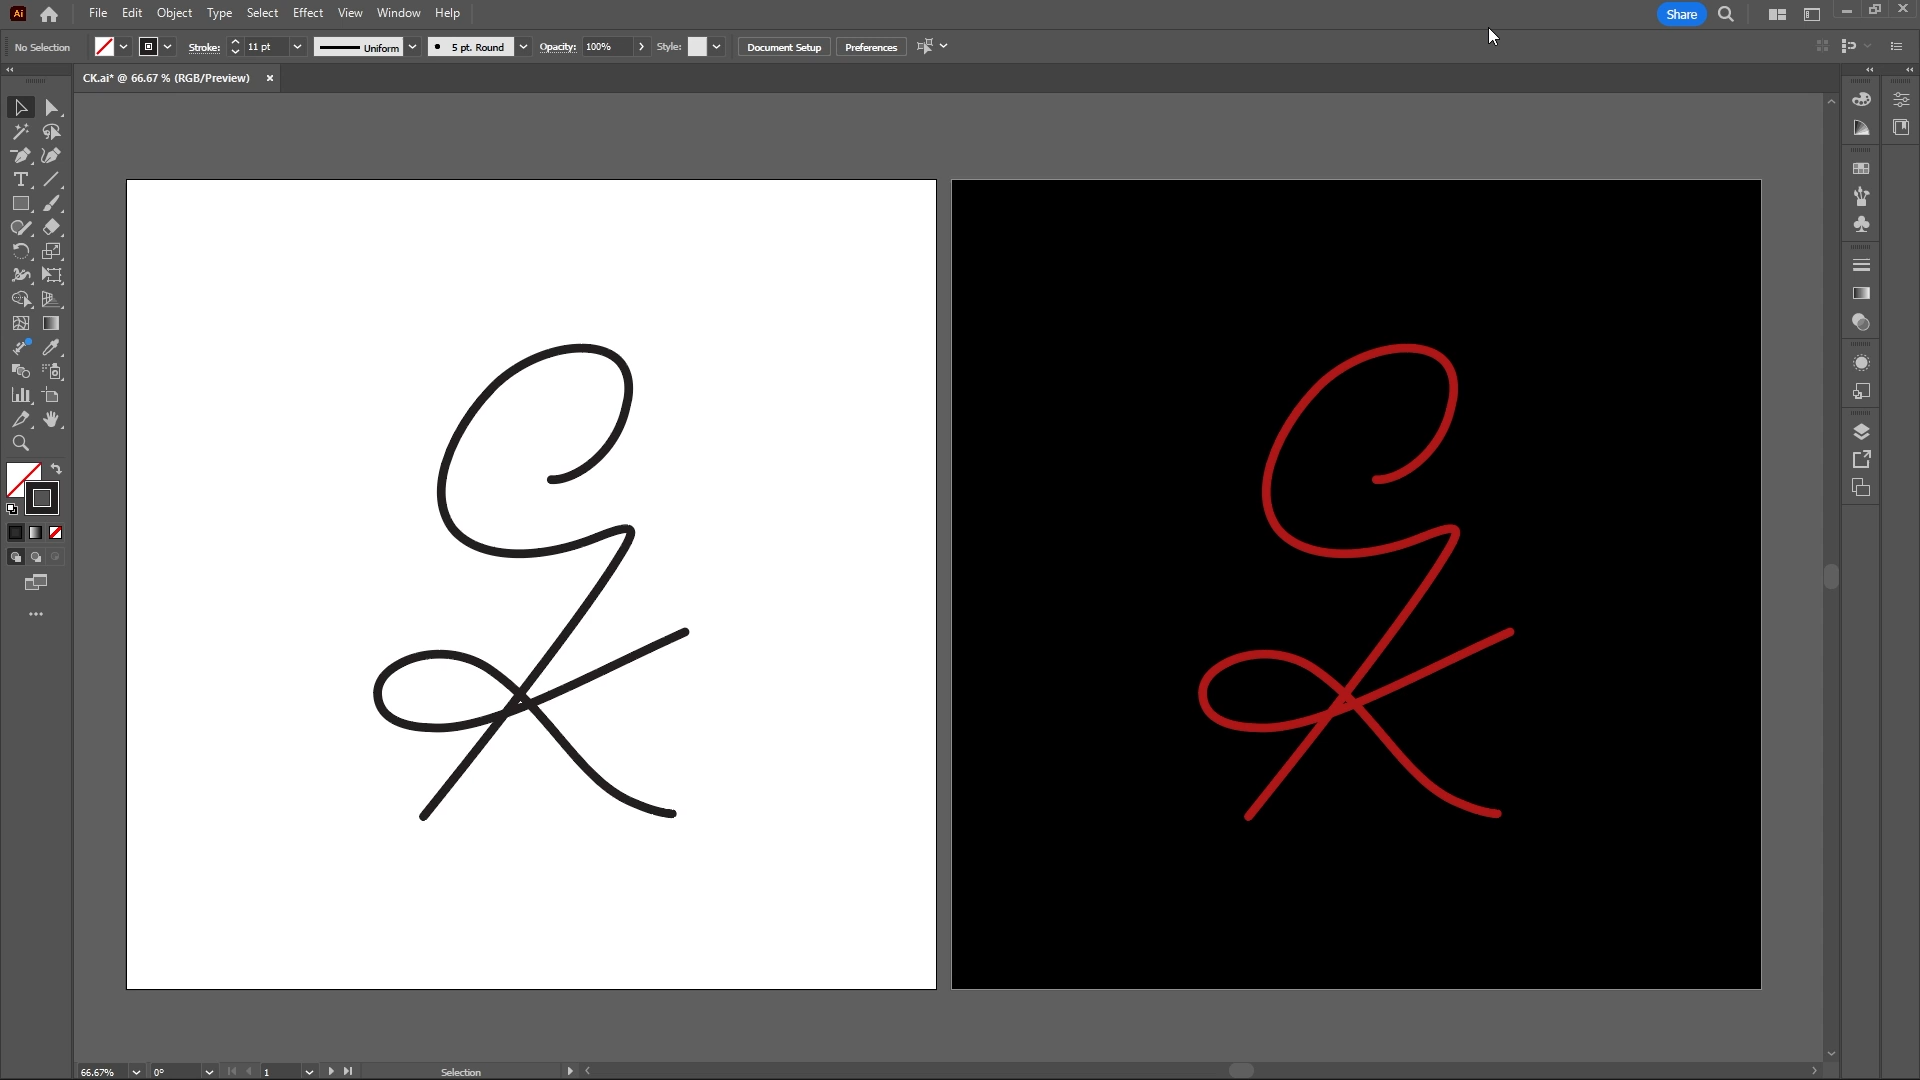 Ai File Edit Object Type Select Effect View Window Help Share
No Selection Stroke: 11 pt Uniform 5 pt. Round Opacity: 100% Style: Document Setup Preferences
CK.ai* @ 66.67 % (RGB/Preview) ×
66.67% 0° 1 Selection